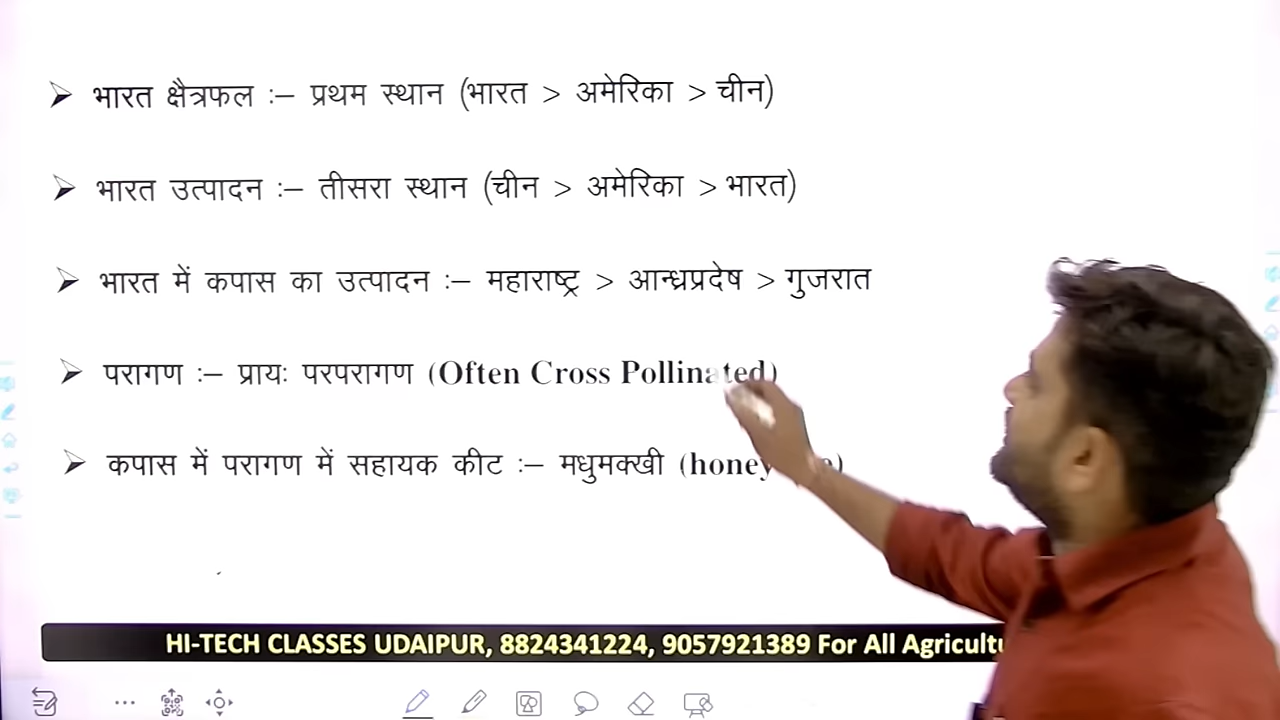 ➢ भारत क्षैत्रफल :– प्रथम स्थान (भारत > अमेरिका > चीन)
➢ भारत उत्पादन :– तीसरा स्थान (चीन > अमेरिका > भारत)
➢ भारत में कपास का उत्पादन :– महाराष्ट्र > आन्ध्रप्रदेष > गुजरात
➢ परागण :– प्रायः परपरागण (Often Cross Pollinated)
➢ कपास में परागण में सहायक कीट :– मधुमक्खी (honey
HI-TECH CLASSES UDAIPUR, 8824341224, 9057921389 For All